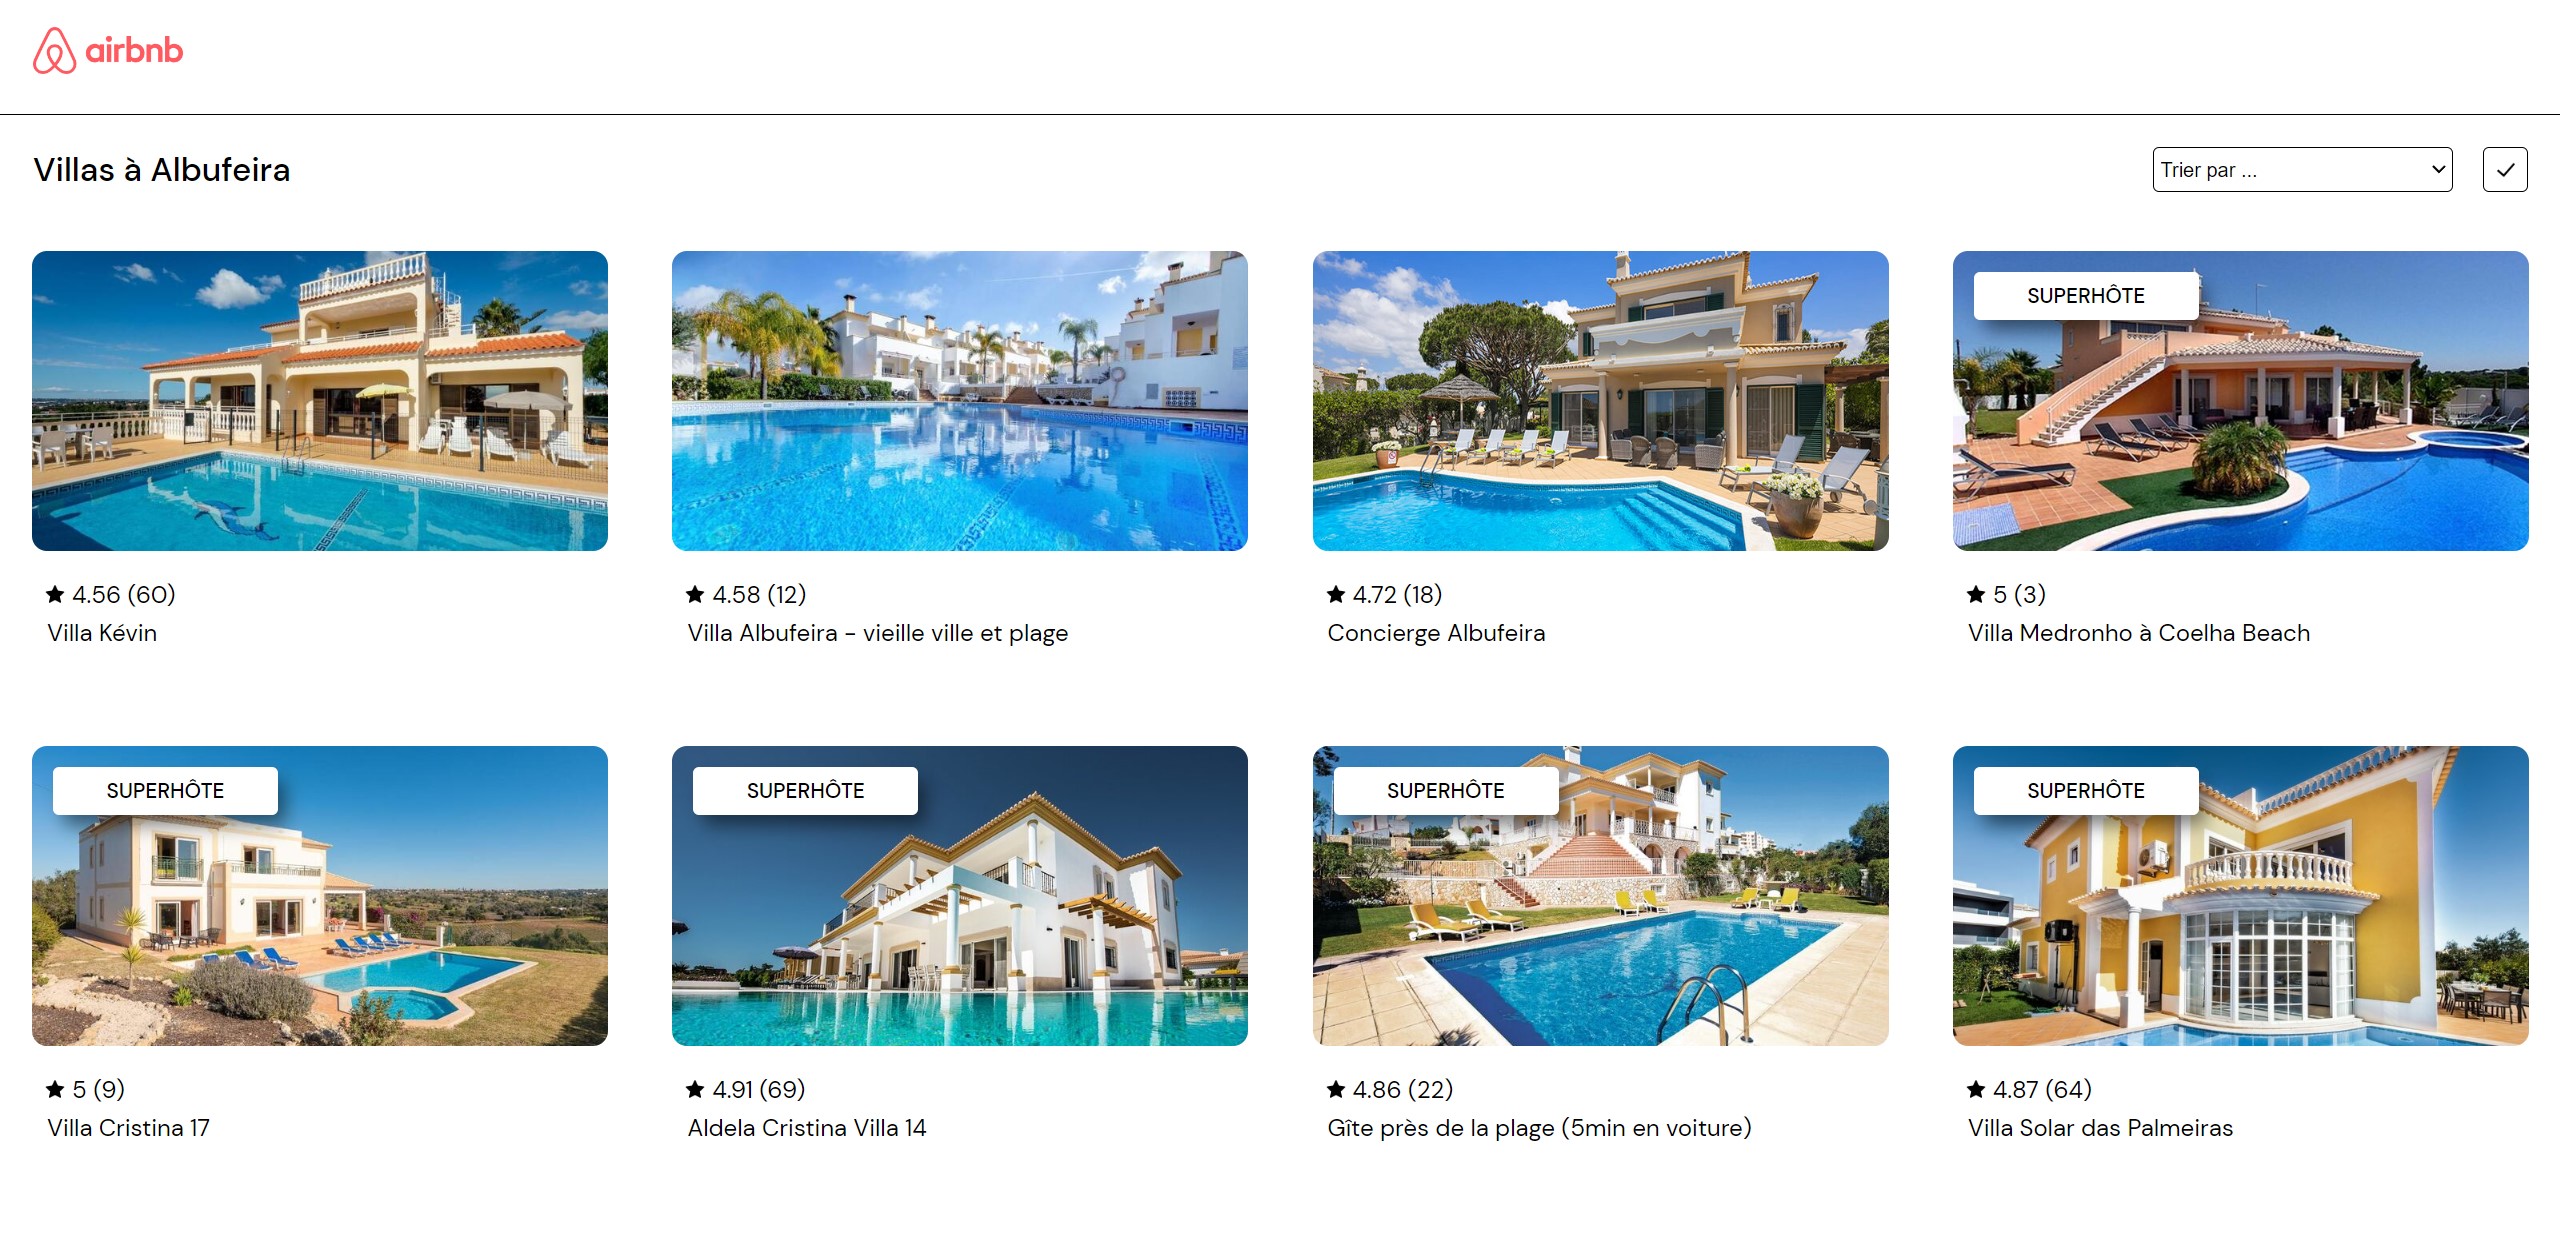 airbnb
Villas à Albufeira
Trier par ...
SUPERHÔTE
4.56 (60)
Villa Kévin
4.58 (12)
Villa Albufeira - vieille ville et plage
4.72 (18)
Concierge Albufeira
5 (3)
Villa Medronho à Coelha Beach
SUPERHÔTE
SUPERHÔTE
SUPERHÔTE
SUPERHÔTE
5 (9)
Villa Cristina 17
4.91 (69)
Aldela Cristina Villa 14
4.86 (22)
Gîte près de la plage (5min en voiture)
4.87 (64)
Villa Solar das Palmeiras